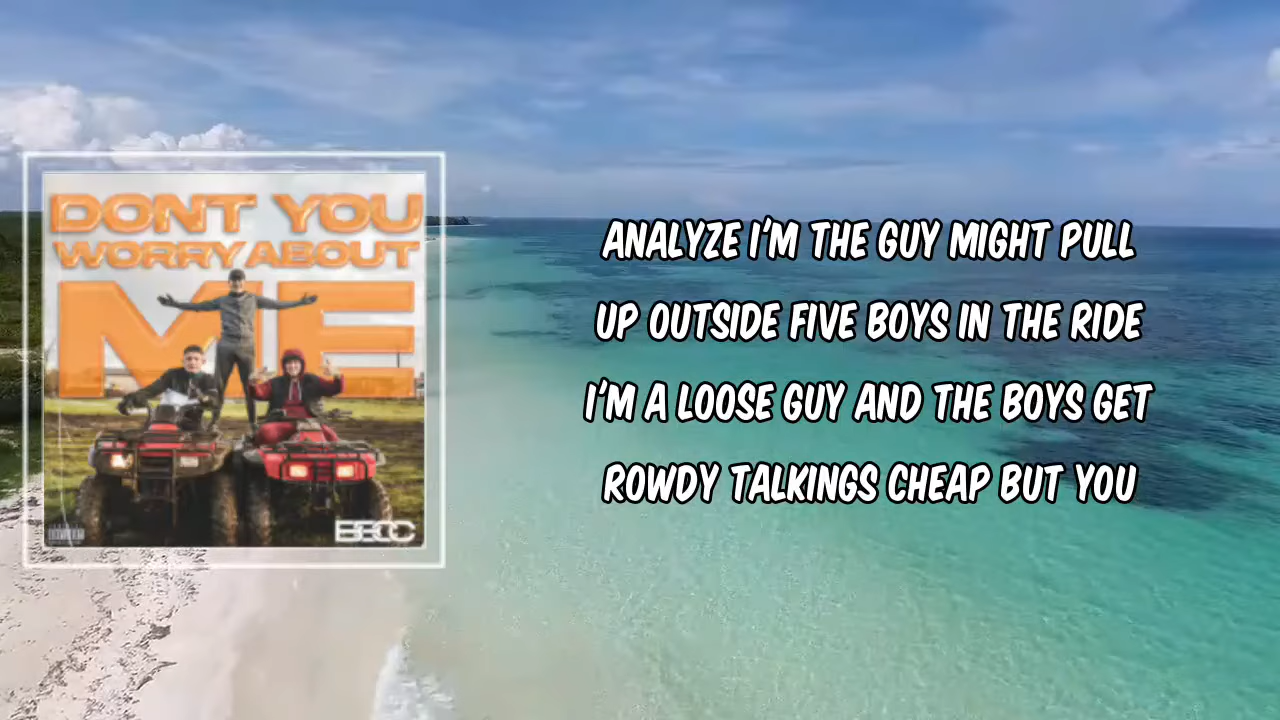 DONT YOU
WORRY ABOUT
ME
BBCC
ANALYZE I'M THE GUY MIGHT PULL
UP OUTSIDE FIVE BOYS IN THE RIDE
I'M A LOOSE GUY AND THE BOYS GET
ROWDY TALKINGS CHEAP BUT YOU